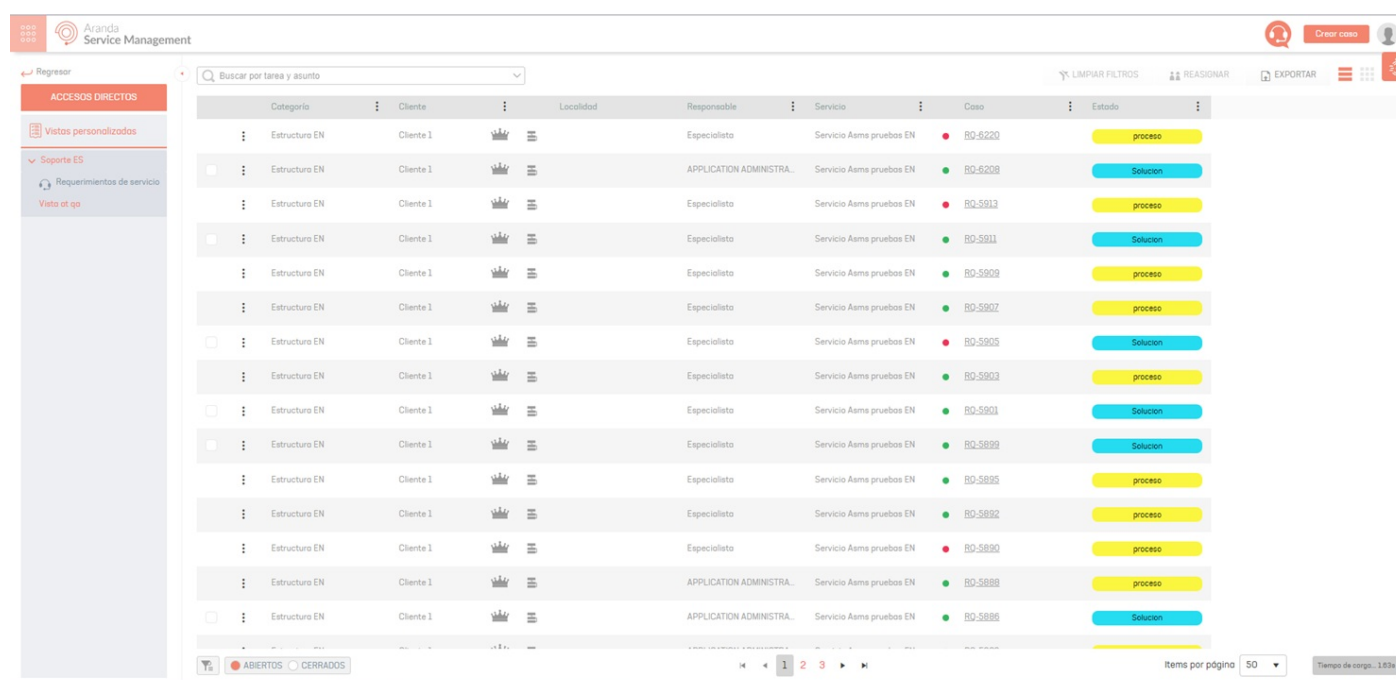 Aranda
Service Management
Crear caso
Regresar
Buscar por tarea y asunto
LIMPIAR FILTROS
REASIGNAR
EXPORTAR
ACCESOS DIRECTOS
Categoría Cliente Localidad Responsable Servicio Caso Estado
Vistas personalizadas
Estructura EN Cliente 1 Especialista Servicio Asms pruebas EN RQ-6220 proceso
Soporte ES
Estructura EN Cliente 1 APPLICATION ADMINISTRA... Servicio Asms pruebas EN RQ-6208 Solucion
Requerimientos de servicio
Vista at qa
Estructura EN Cliente 1 Especialista Servicio Asms pruebas EN RQ-5913 proceso
Estructura EN Cliente 1 Especialista Servicio Asms pruebas EN RQ-5911 Solucion
Estructura EN Cliente 1 Especialista Servicio Asms pruebas EN RQ-5909 proceso
Estructura EN Cliente 1 Especialista Servicio Asms pruebas EN RQ-5907 proceso
Estructura EN Cliente 1 Especialista Servicio Asms pruebas EN RQ-5905 Solucion
Estructura EN Cliente 1 Especialista Servicio Asms pruebas EN RQ-5903 proceso
Estructura EN Cliente 1 Especialista Servicio Asms pruebas EN RQ-5901 Solucion
Estructura EN Cliente 1 Especialista Servicio Asms pruebas EN RQ-5899 Solucion
Estructura EN Cliente 1 Especialista Servicio Asms pruebas EN RQ-5895 proceso
Estructura EN Cliente 1 Especialista Servicio Asms pruebas EN RQ-5892 proceso
Estructura EN Cliente 1 Especialista Servicio Asms pruebas EN RQ-5890 proceso
Estructura EN Cliente 1 APPLICATION ADMINISTRA... Servicio Asms pruebas EN RQ-5888 proceso
Estructura EN Cliente 1 APPLICATION ADMINISTRA... Servicio Asms pruebas EN RQ-5886 Solucion
ABIERTOS CERRADOS
1 2 3
Items por página 50
Tiempo de carga... 1.83s